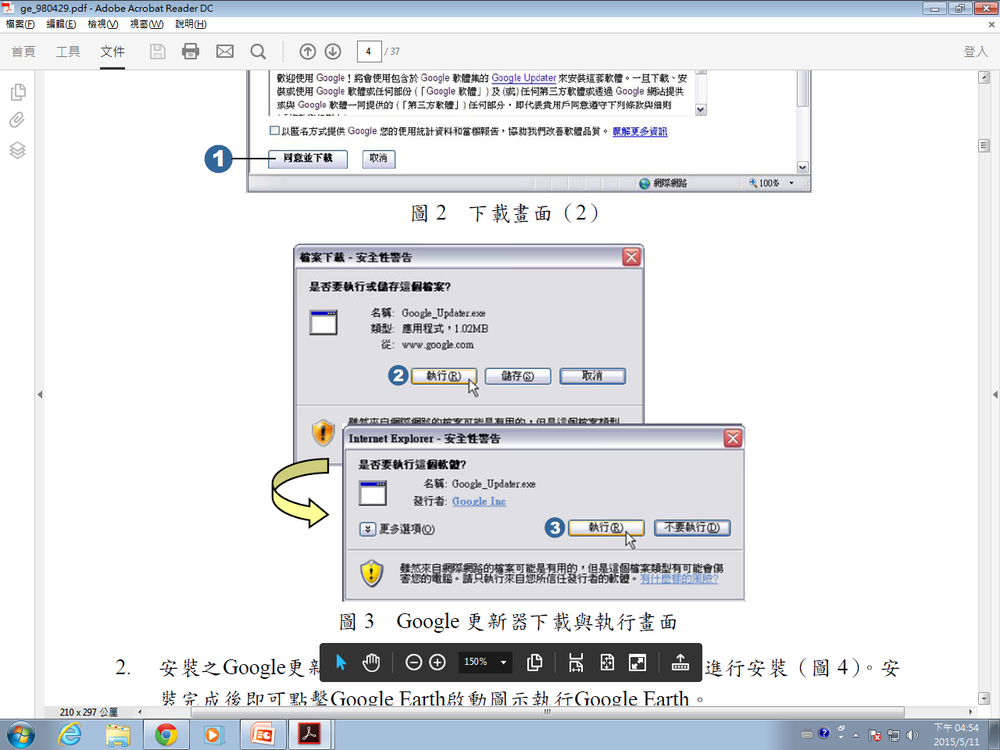 ge_980429.pdf - Adobe Acrobat Reader DC
檔案(F) 編輯(E) 檢視(V) 視窗(W) 說明(H)
首頁 工具 文件 4 / 37 登入
歡迎使用 Google！將會使用包含於 Google 軟體集的 Google Updater 來安裝這套軟體。一旦下載、安
裝或使用 Google 軟體或任何部份 (「Google 軟體」) 及 (或) 任何第三方軟體或透過 Google 網站提供
或與 Google 軟體一同提供的 (「第三方軟體」) 任何部分，即代表貴用戶同意遵守下列條款與細則
以匿名方式提供 Google 您的使用統計資料和當機報告，協助我們改善軟體品質。 瞭解更多資訊
1 同意並下載 取消
網際網路 100%
圖 2 下載畫面（2）
檔案下載 - 安全性警告
是否要執行或儲存這個檔案?
名稱: Google_Updater.exe
類型: 應用程式，1.02MB
從: www.google.com
2 執行(R) 儲存(S) 取消
雖然來自網際網路的檔案可能是有用的，但是這個檔案類型
Internet Explorer - 安全性警告
是否要執行這個軟體?
名稱: Google_Updater.exe
發行者: Google Inc
更多選項(O) 3 執行(R) 不要執行(D)
雖然來自網際網路的檔案可能是有用的，但是這個檔案類型有可能會傷
害您的電腦。請只執行來自您所信任發行者的軟體。有什麼樣的風險?
圖 3 Google 更新器下載與執行畫面
150%
2. 安裝之Google更新 進行安裝（圖 4）。安
裝完成後即可點擊Google Earth啟動圖示執行Google Earth。
210 x 297 公厘
下午 04:54
2015/5/11